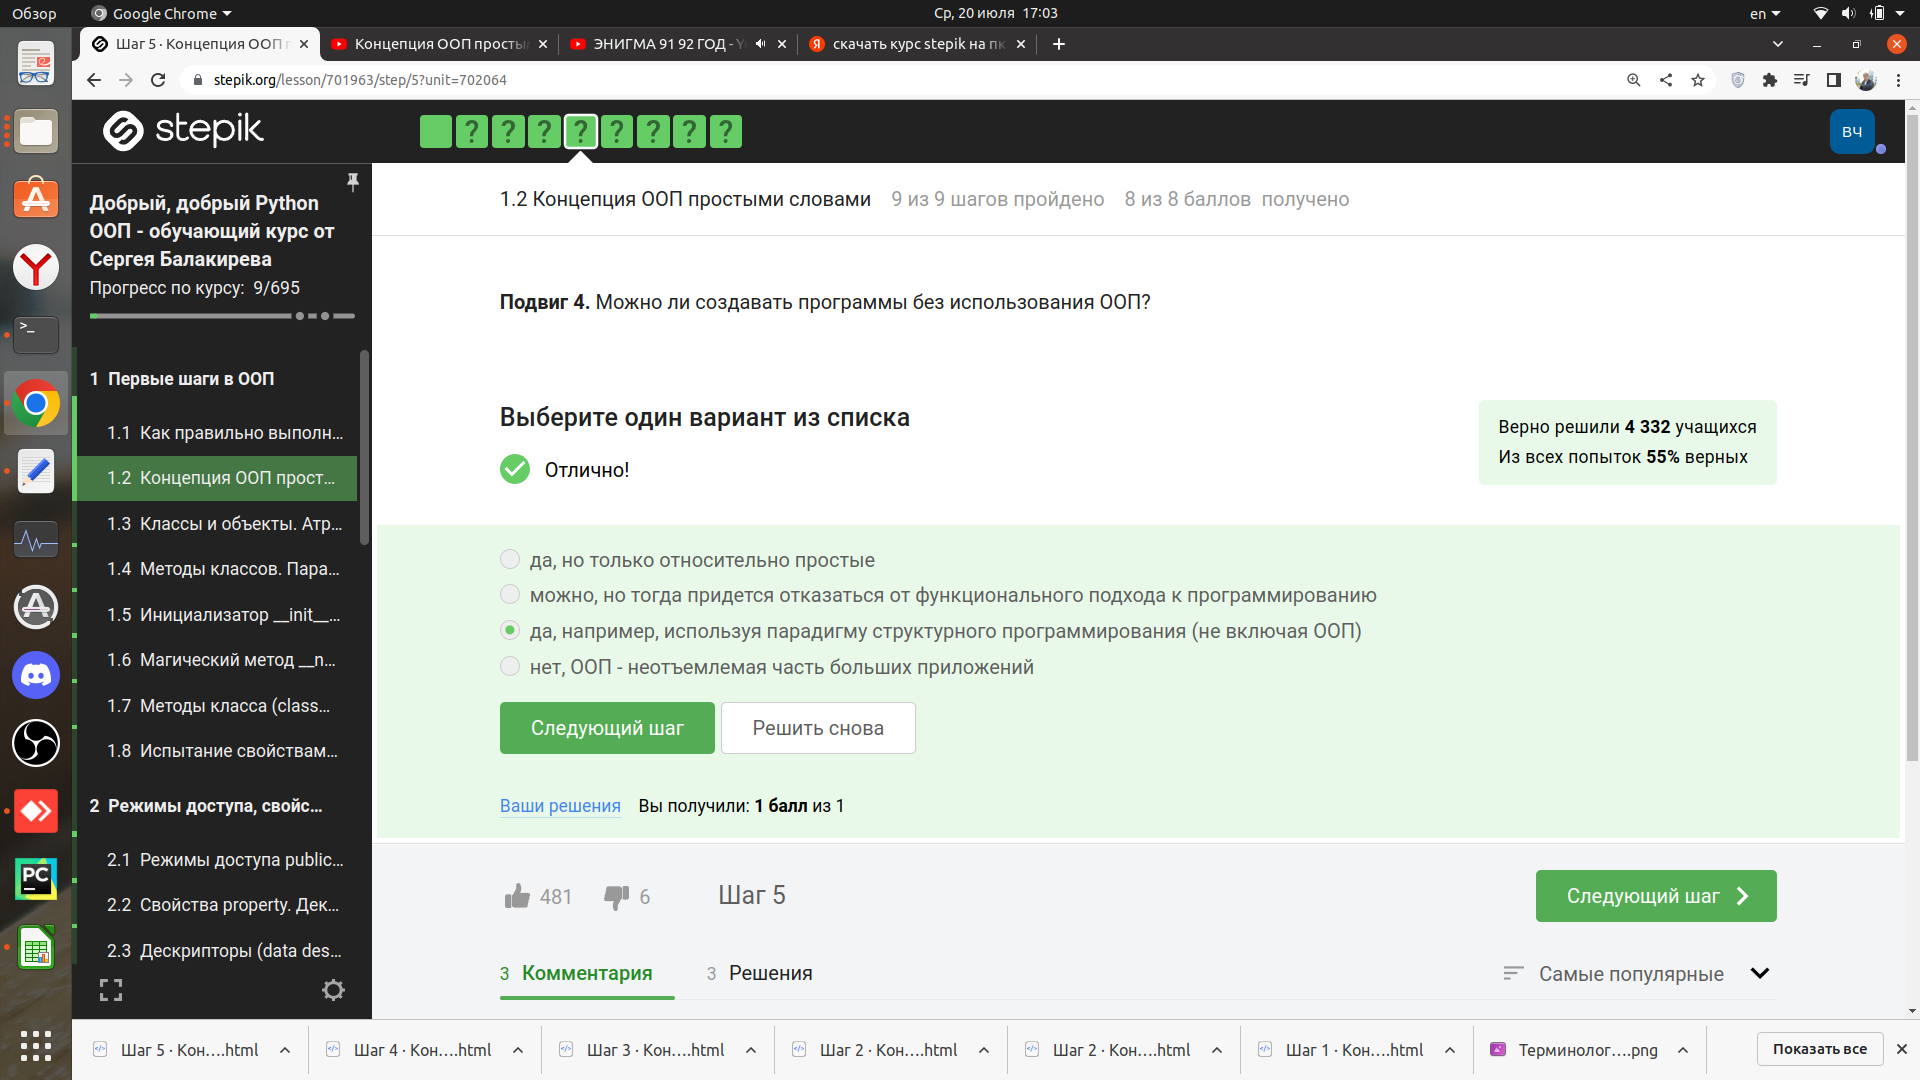 Обзор
Google Chrome
Ср, 20 июля 17:03
en
Шаг 5 · Концепция ООП
Концепция ООП просты
ЭНИГМА 91 92 ГОД - Y
скачать курс stepik на пк
stepik.org/lesson/701963/step/5?unit=702064
stepik
? ? ? ? ? ? ? ?
ВЧ
Добрый, добрый Python
ООП - обучающий курс от
Сергея Балакирева
Прогресс по курсу: 9/695
1 Первые шаги в ООП
1.1 Как правильно выполн...
1.2 Концепция ООП прост...
1.3 Классы и объекты. Атр...
1.4 Методы классов. Пара...
1.5 Инициализатор __init__...
1.6 Магический метод __n...
1.7 Методы класса (class...
1.8 Испытание свойствам...
2 Режимы доступа, свойс...
2.1 Режимы доступа public...
2.2 Свойства property. Дек...
2.3 Дескрипторы (data des...
1.2 Концепция ООП простыми словами 9 из 9 шагов пройдено 8 из 8 баллов получено
Подвиг 4. Можно ли создавать программы без использования ООП?
Выберите один вариант из списка
Отлично!
Верно решили 4 332 учащихся
Из всех попыток 55% верных
да, но только относительно простые
можно, но тогда придется отказаться от функционального подхода к программированию
да, например, используя парадигму структурного программирования (не включая ООП)
нет, ООП - неотъемлемая часть больших приложений
Следующий шаг
Решить снова
Ваши решения Вы получили: 1 балл из 1
481 6 Шаг 5
Следующий шаг
3 Комментария
3 Решения
Самые популярные
Шаг 5 · Кон....html
Шаг 4 · Кон....html
Шаг 3 · Кон....html
Шаг 2 · Кон....html
Шаг 2 · Кон....html
Шаг 1 · Кон....html
Терминолог....png
Показать все